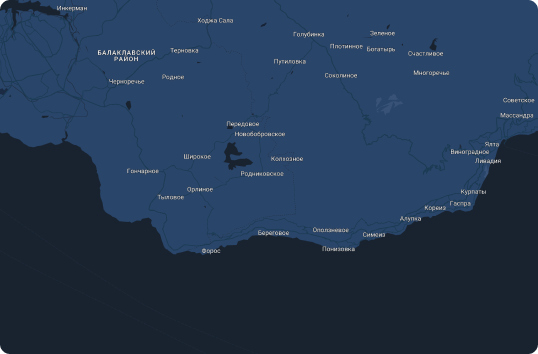 Инкерман
Ходжа Сала
Зеленое
Голубинка
Плотинное
Богатырь
БАЛАКЛАВСКИЙ
РАЙОН
Терновка
Счастливое
Путиловка
Родное
Черноречье
Соколиное
Многоречье
Советское
Массандра
Передовое
Новобобровское
Ялта
Виноградное
Ливадия
Широкое
Колхозное
Гончарное
Родниковское
Орлиное
Тыловое
Курпаты
Гаспра
Кореиз
Алупка
Береговое
Оползневое
Симеиз
Понизовка
Форос